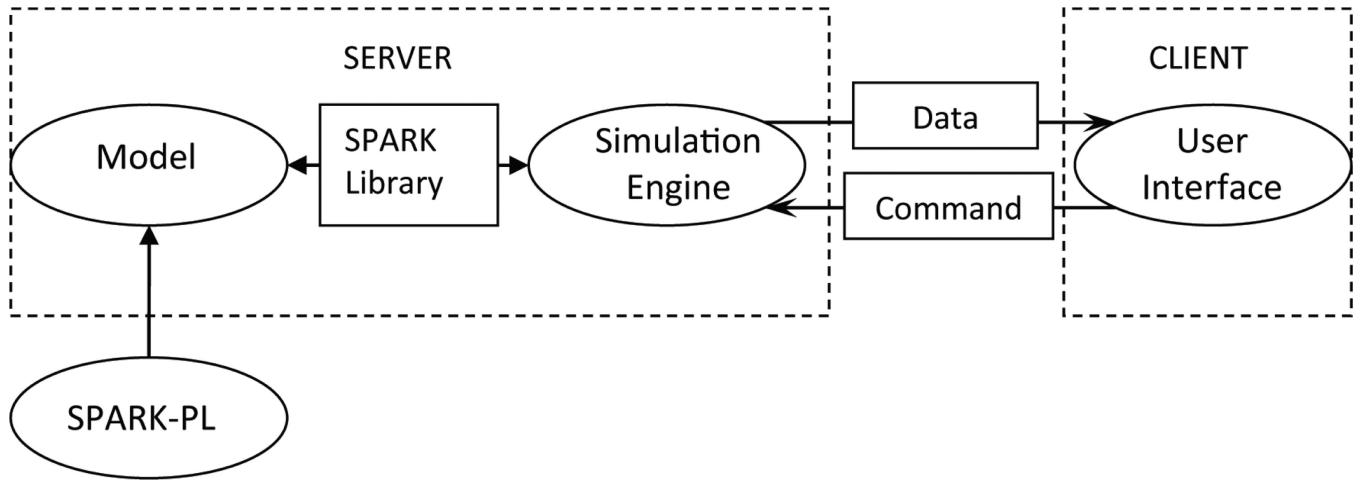 SERVER
CLIENT
Model
SPARK
Library
Simulation
Engine
Data
Command
User
Interface
SPARK-PL